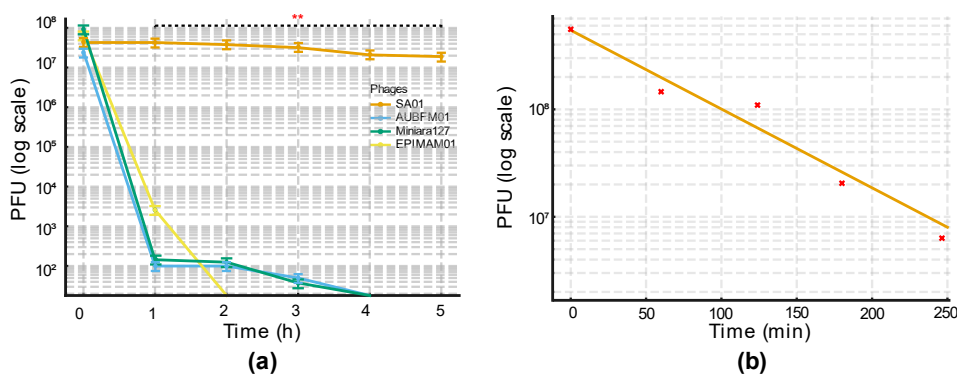 **
10⁸
10⁷
10⁶
10⁵
10⁴
10³
10²
PFU (log scale)
Phages
SA01
AUBFM01
Miniara127
EPIMAM01
0 1 2 3 4 5
Time (h)
(a)
10⁸
10⁷
PFU (log scale)
0 50 100 150 200 250
Time (min)
(b)